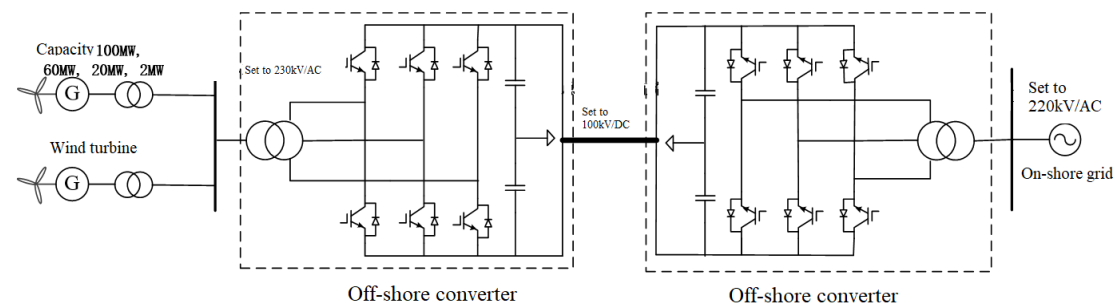 Capacity 100MW,
60MW, 20MW, 2MW
G
Wind turbine
G
Set to 230kV/AC
Set to
100kV/DC
Set to
220kV/AC
On-shore grid
Off-shore converter
Off-shore converter